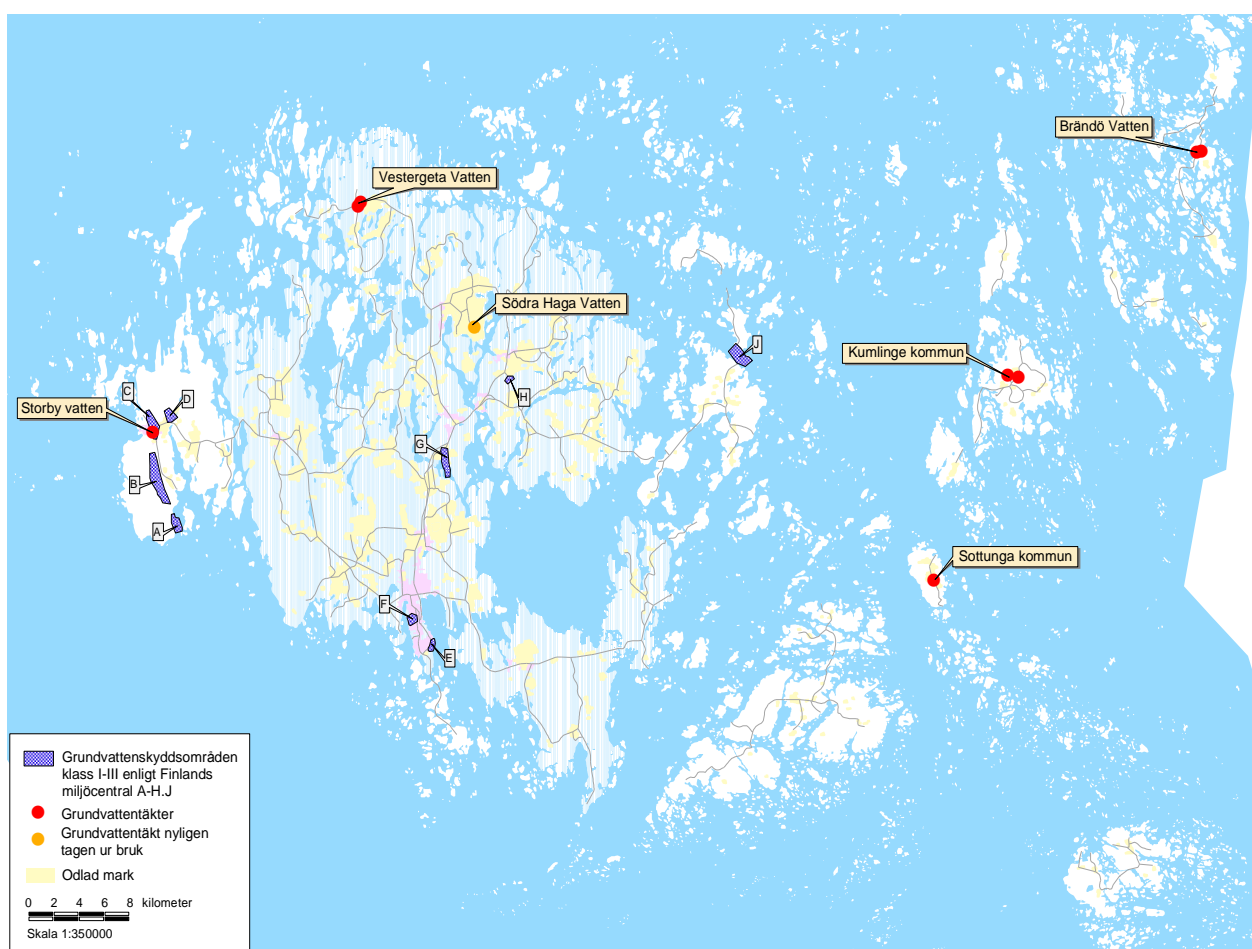 Brändö Vatten
Vestergeta Vatten
Södra Haga Vatten
J
Kumlinge kommun
C
D
H
Storby vatten
G
B
A
Sottunga kommun
F
E
Grundvattenskyddsområden
klass I-III enligt Finlands
miljöcentral A-H.J
Grundvattentäkter
Grundvattentäkt nyligen
tagen ur bruk
Odlad mark
0 2 4 6 8 kilometer
Skala 1:350000